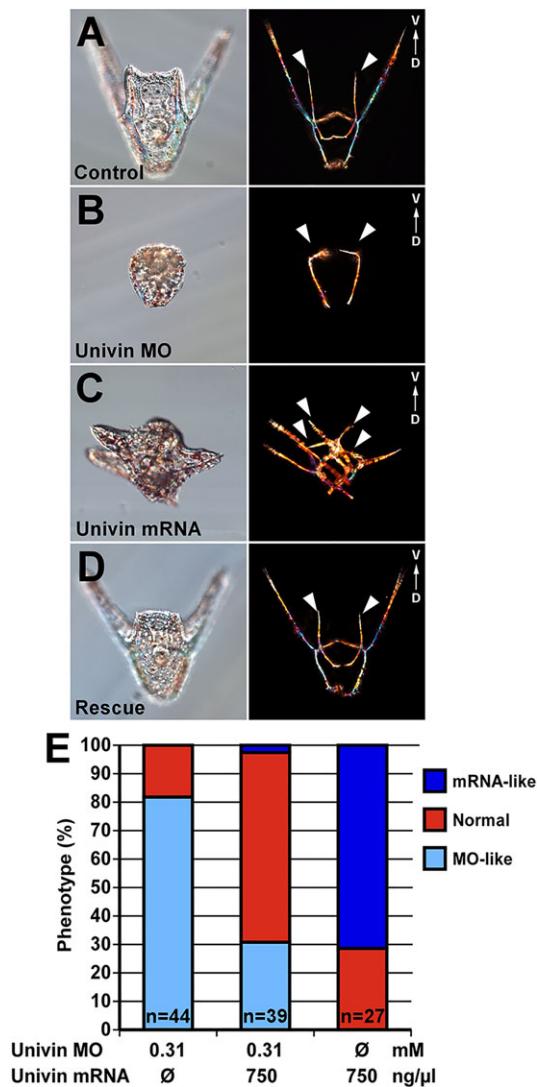 A
V
D
Control
B
V
D
Univin MO
C
V
D
Univin mRNA
D
V
D
Rescue
E
100
90
80
70
60
50
40
30
20
10
0
Phenotype (%)
mRNA-like
Normal
MO-like
n=44 n=39 n=27
Univin MO 0.31 0.31 Ø mM
Univin mRNA Ø 750 750 ng/µl